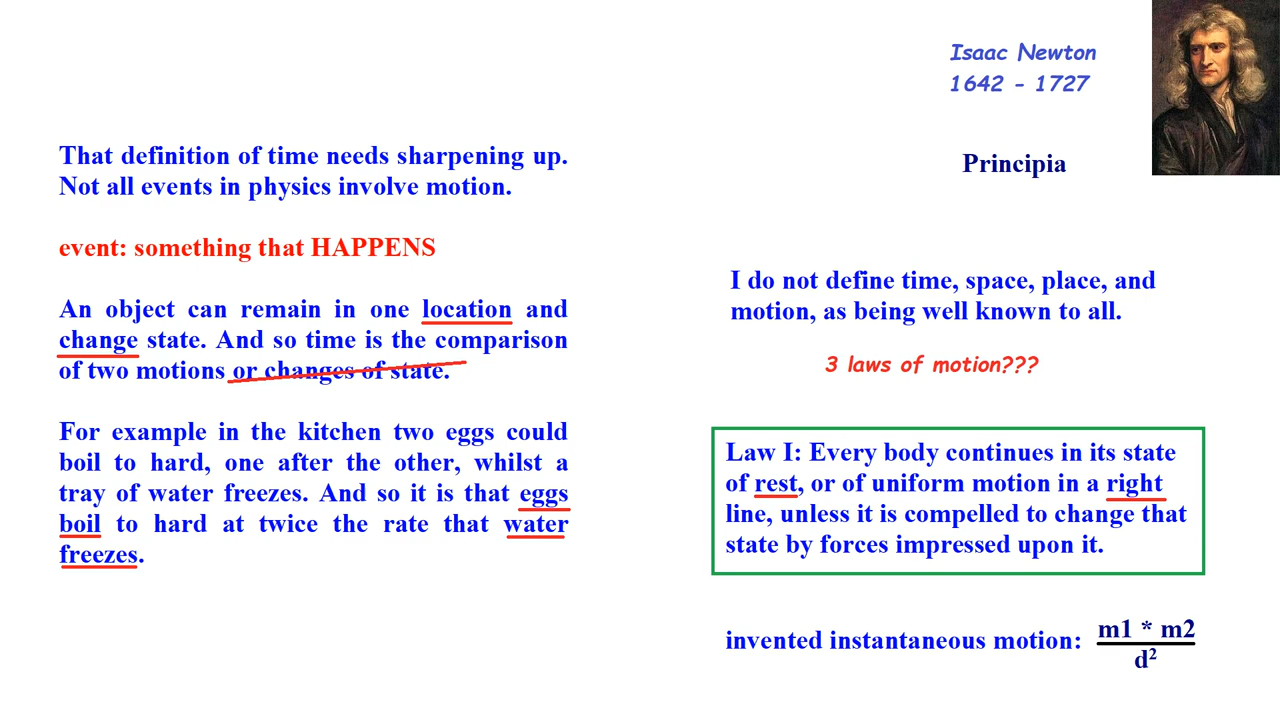 Isaac Newton
1642 - 1727
Principia
That definition of time needs sharpening up.
Not all events in physics involve motion.
event: something that HAPPENS
An object can remain in one location and
change state. And so time is the comparison
of two motions or changes of state.
For example in the kitchen two eggs could
boil to hard, one after the other, whilst a
tray of water freezes. And so it is that eggs
boil to hard at twice the rate that water
freezes.
I do not define time, space, place, and
motion, as being well known to all.
3 laws of motion???
Law I: Every body continues in its state
of rest, or of uniform motion in a right
line, unless it is compelled to change that
state by forces impressed upon it.
invented instantaneous motion: m1 * m2
d²